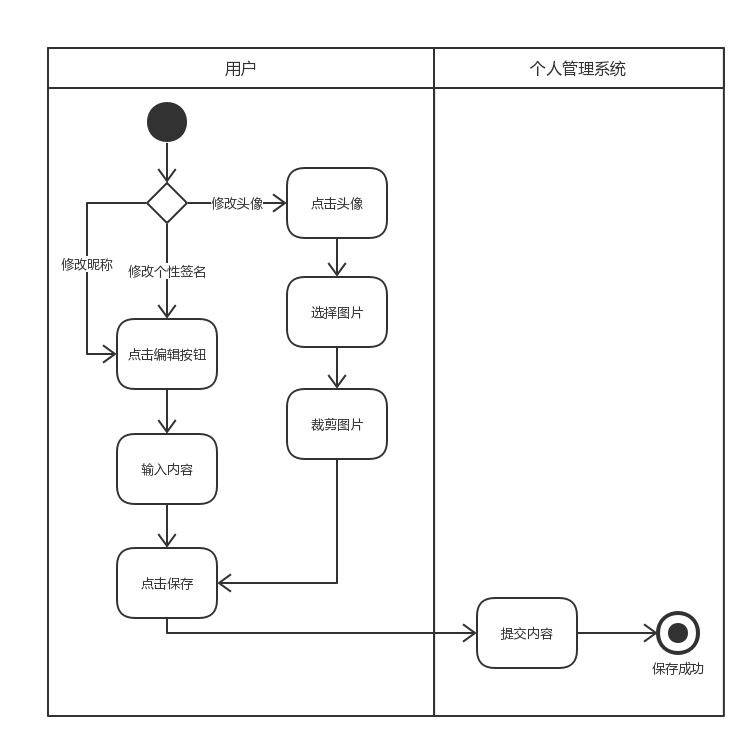 用户
个人管理系统
修改头像
点击头像
修改昵称
修改个性签名
选择图片
点击编辑按钮
裁剪图片
输入内容
点击保存
提交内容
保存成功